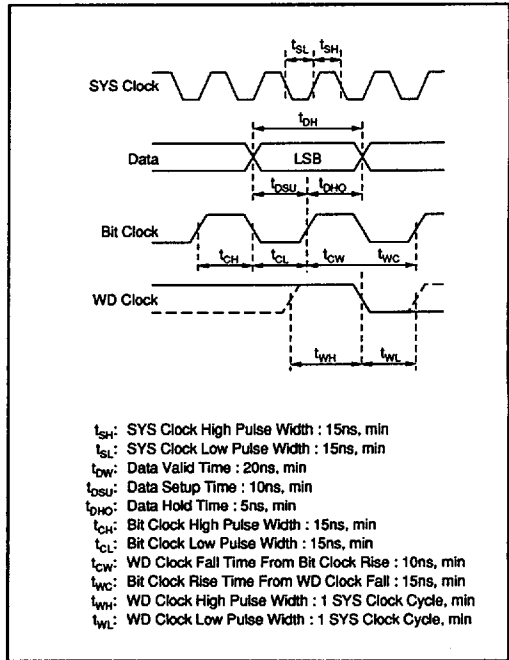 tSL tSH
SYS Clock
tDH
Data LSB
tDSU tDHO
Bit Clock
tCH tCL tCW tWC
WD Clock
tWH tWL
tSH: SYS Clock High Pulse Width : 15ns, min
tSL: SYS Clock Low Pulse Width : 15ns, min
tDW: Data Valid Time : 20ns, min
tDSU: Data Setup Time : 10ns, min
tDHO: Data Hold Time : 5ns, min
tCH: Bit Clock High Pulse Width : 15ns, min
tCL: Bit Clock Low Pulse Width : 15ns, min
tCW: WD Clock Fall Time From Bit Clock Rise : 10ns, min
tWC: Bit Clock Rise Time From WD Clock Fall : 15ns, min
tWH: WD Clock High Pulse Width : 1 SYS Clock Cycle, min
tWL: WD Clock Low Pulse Width : 1 SYS Clock Cycle, min